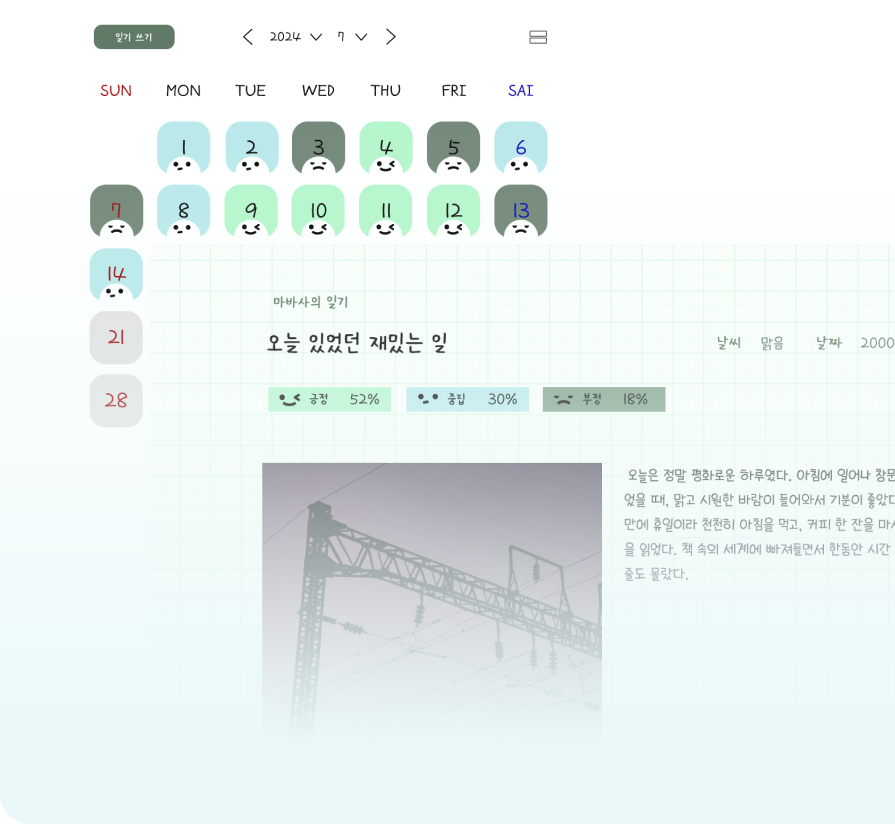 일기 쓰기 2024 7
SUN MON TUE WED THU FRI SAI
1 2 3 4 5 6
7 8 9 10 11 12 13
14
21
28
마바사의 일기
오늘 있었던 재밌는 일
날씨 맑음 날짜 2000
긍정 52% 중립 30% 부정 18%
오늘은 정말 평화로운 하루였다. 아침에 일어나 창문
었을 때, 맑고 시원한 바람이 들어와서 기분이 좋았다
만에 휴일이라 천천히 아침을 먹고, 커피 한 잔을 마시
을 읽었다. 책 속의 세계에 빠져들면서 한동안 시간
줄도 몰랐다.